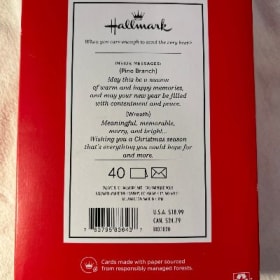 Hallmark
When you care enough to send the very best
INSIDE MESSAGES:
(Pine Branch)
May this be a season
of warm and happy memories,
and may your new year be filled
with contentment and peace.
(Wreath)
Meaningful, memorable,
merry, and bright...
Wishing you a Christmas season
that's everything you could hope for
and more.
40
U.S.A. $18.99
CAN.
Cards made with paper sourced
from responsibly managed forests.